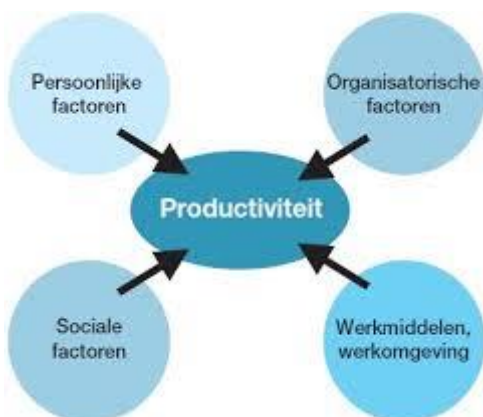 Persoonlijke
factoren
Organisatorische
factoren
Productiviteit
Sociale
factoren
Werkmiddelen,
werkomgeving